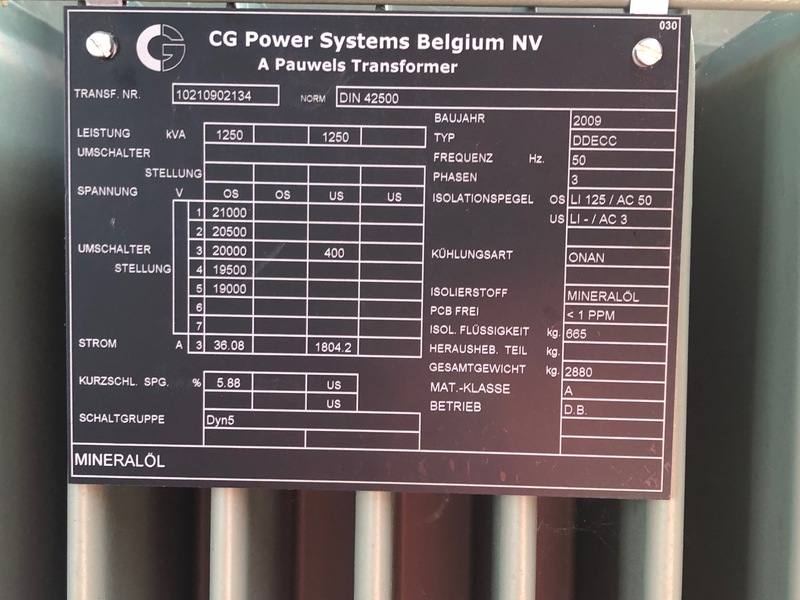 030
CG Power Systems Belgium NV
A Pauwels Transformer
TRANSF. NR. 10210902134 NORM DIN 42500
BAUJAHR 2009
LEISTUNG kVA 1250 1250 TYP DDECC
UMSCHALTER FREQUENZ Hz. 50
STELLUNG PHASEN 3
SPANNUNG V OS OS US US ISOLATIONSPEGEL OS LI 125 / AC 50
1 21000 US LI - / AC 3
2 20500
UMSCHALTER 3 20000 400 KÜHLUNGSART ONAN
STELLUNG 4 19500
5 19000 ISOLIERSTOFF MINERALÖL
6 PCB FREI < 1 PPM
7 ISOL. FLÜSSIGKEIT kg. 665
STROM A 3 36.08 1804.2 HERAUSHEB. TEIL kg.
GESAMTGEWICHT kg. 2880
KURZSCHL. SPG. % 5.88 US MAT.-KLASSE A
US BETRIEB D.B.
SCHALTGRUPPE Dyn5
MINERALÖL